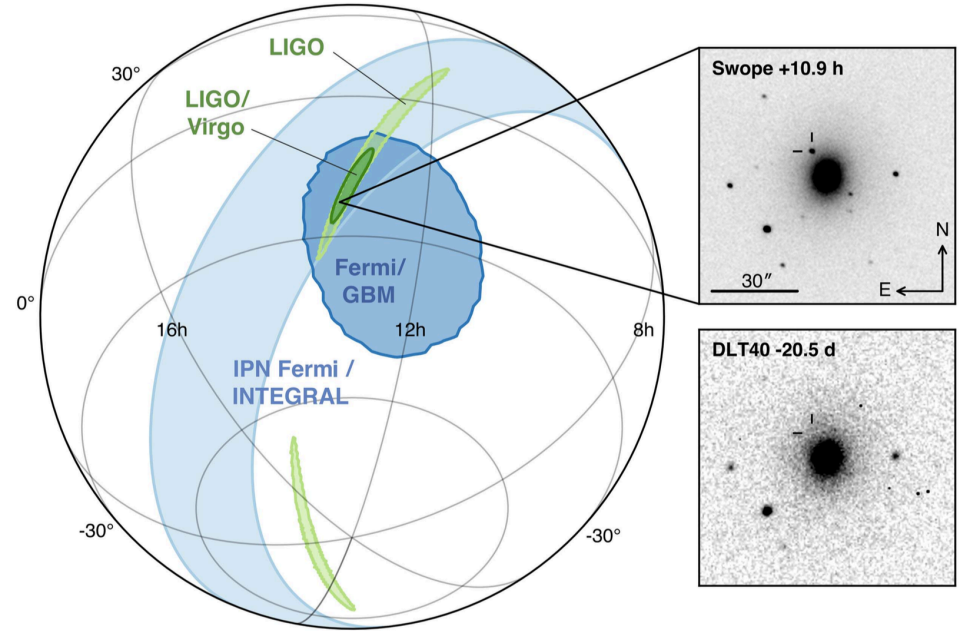 LIGO
30°
LIGO/
Virgo
Fermi/
GBM
0°
16h
12h
8h
IPN Fermi /
INTEGRAL
-30°
-30°
Swope +10.9 h
30″
N
E
DLT40 -20.5 d